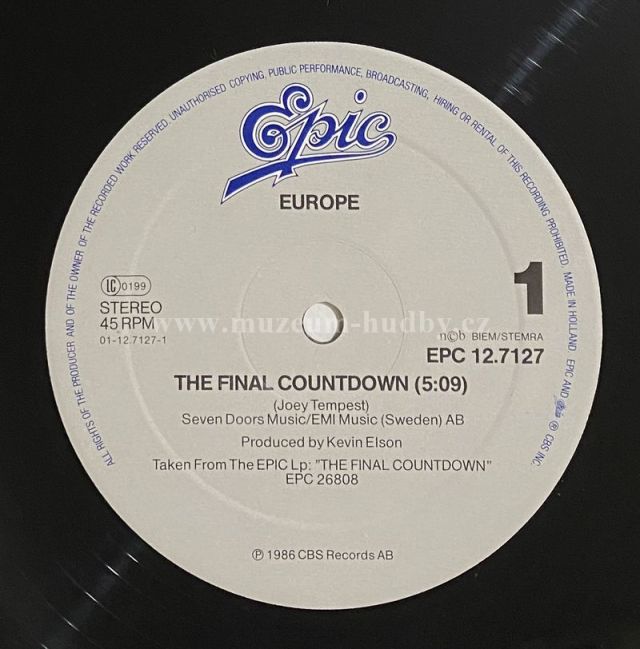 ALL RIGHTS OF THE PRODUCER AND OF THE OWNER OF THE RECORDED WORK RESERVED. UNAUTHORISED COPYING, PUBLIC PERFORMANCE, BROADCASTING, HIRING OR RENTAL OF THIS RECORDING PROHIBITED. MADE IN HOLLAND EPIC AND Epic ℗ CBS INC.
Epic
EUROPE
LC 0199
STEREO
45 RPM
01-12.7127-1
1
n©b BIEM/STEMRA
EPC 12.7127
www.muzeum-hudby.cz
THE FINAL COUNTDOWN (5:09)
(Joey Tempest)
Seven Doors Music/EMI Music (Sweden) AB
Produced by Kevin Elson
Taken From The EPIC Lp: "THE FINAL COUNTDOWN"
EPC 26808
℗ 1986 CBS Records AB